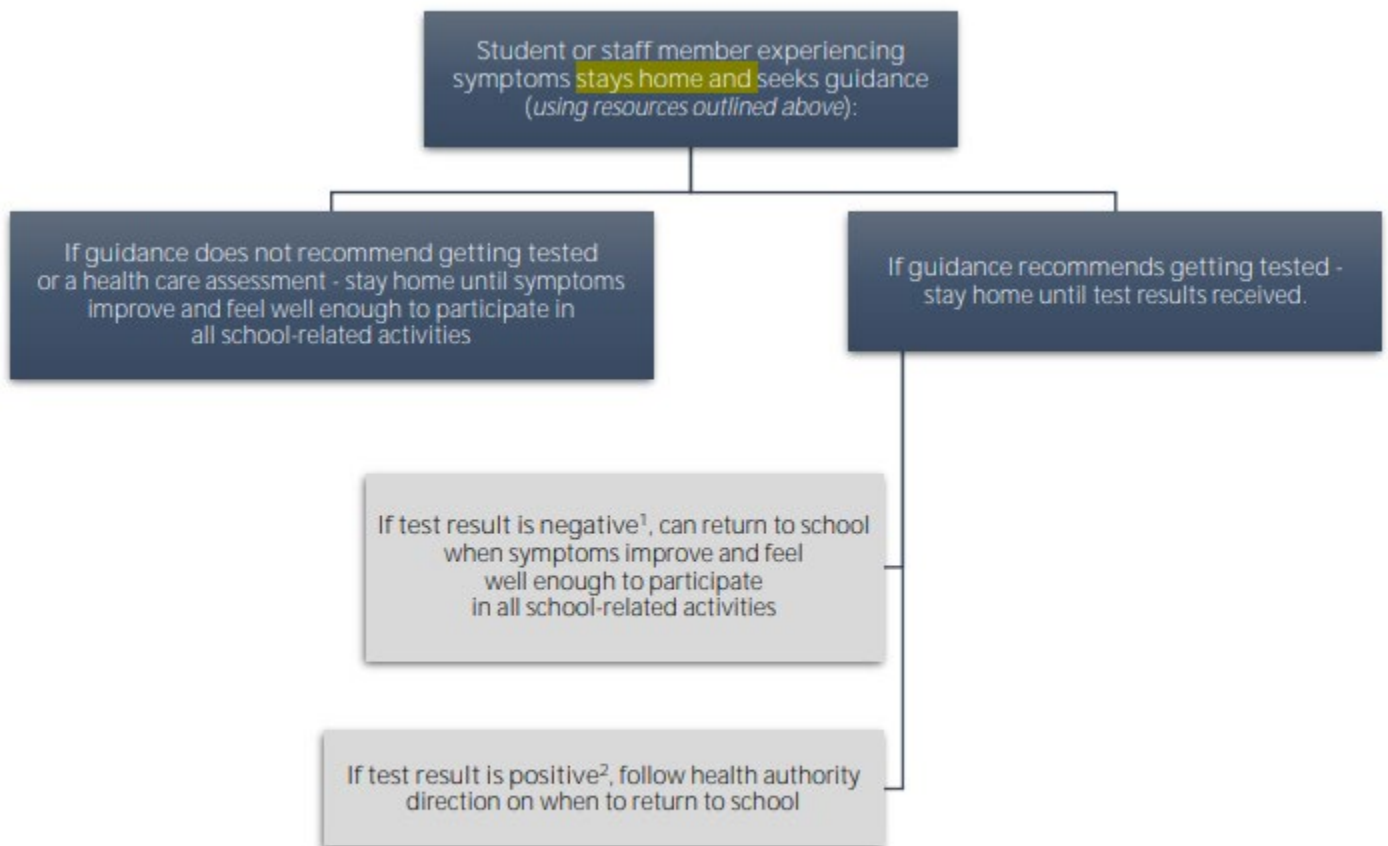 Student or staff member experiencing
symptoms stays home and seeks guidance
(using resources outlined above):
If guidance does not recommend getting tested
or a health care assessment - stay home until symptoms
improve and feel well enough to participate in
all school-related activities
If guidance recommends getting tested -
stay home until test results received.
If test result is negative¹, can return to school
when symptoms improve and feel
well enough to participate
in all school-related activities
If test result is positive², follow health authority
direction on when to return to school